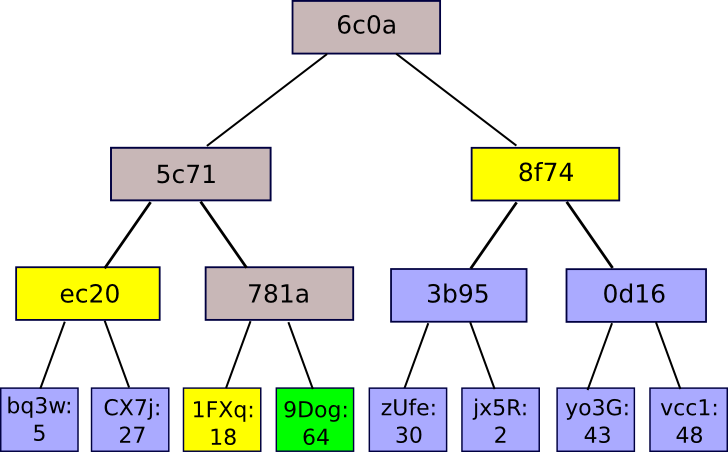 6c0a
5c71
8f74
ec20
781a
3b95
0d16
bq3w:
5
CX7j:
27
1FXq:
18
9Dog:
64
zUfe:
30
jx5R:
2
yo3G:
43
vcc1:
48